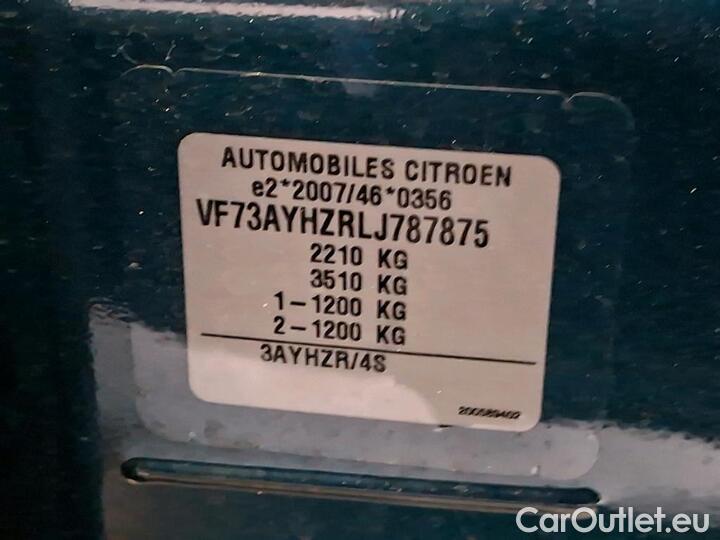 AUTOMOBILES CITROEN
e2*2007/46*0356
VF73AYHZRLJ787875
2210 KG
3510 KG
1-1200 KG
2-1200 KG
3AYHZR/4S
200589402
CarOutlet.eu